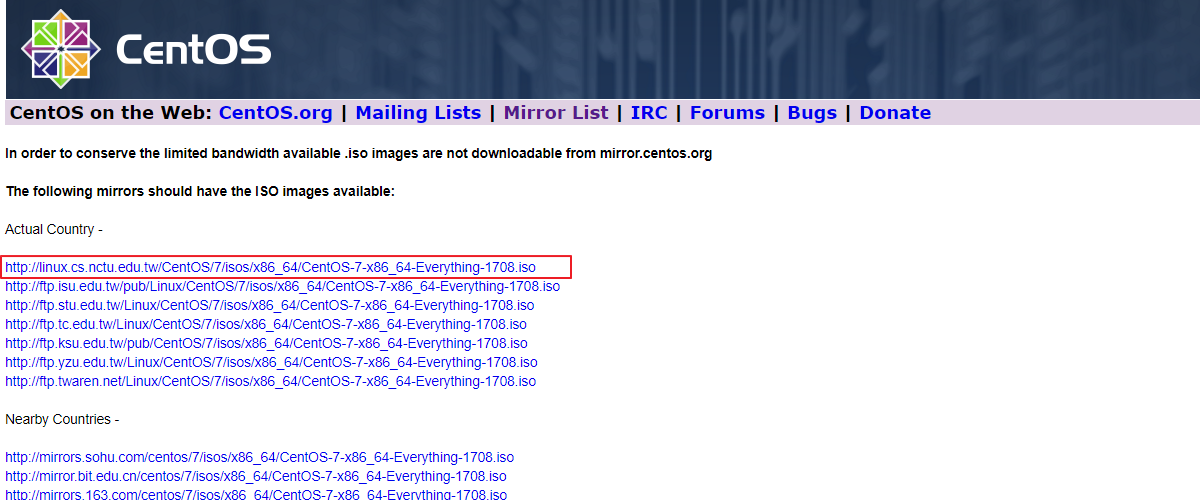 CentOS
CentOS on the Web: CentOS.org | Mailing Lists | Mirror List | IRC | Forums | Bugs | Donate
In order to conserve the limited bandwidth available .iso images are not downloadable from mirror.centos.org
The following mirrors should have the ISO images available:
Actual Country -
http://linux.cs.nctu.edu.tw/CentOS/7/isos/x86_64/CentOS-7-x86_64-Everything-1708.iso
http://ftp.isu.edu.tw/pub/Linux/CentOS/7/isos/x86_64/CentOS-7-x86_64-Everything-1708.iso
http://ftp.stu.edu.tw/Linux/CentOS/7/isos/x86_64/CentOS-7-x86_64-Everything-1708.iso
http://ftp.tc.edu.tw/Linux/CentOS/7/isos/x86_64/CentOS-7-x86_64-Everything-1708.iso
http://ftp.ksu.edu.tw/pub/CentOS/7/isos/x86_64/CentOS-7-x86_64-Everything-1708.iso
http://ftp.yzu.edu.tw/Linux/CentOS/7/isos/x86_64/CentOS-7-x86_64-Everything-1708.iso
http://ftp.twaren.net/Linux/CentOS/7/isos/x86_64/CentOS-7-x86_64-Everything-1708.iso
Nearby Countries -
http://mirrors.sohu.com/centos/7/isos/x86_64/CentOS-7-x86_64-Everything-1708.iso
http://mirror.bit.edu.cn/centos/7/isos/x86_64/CentOS-7-x86_64-Everything-1708.iso
http://mirrors.163.com/centos/7/isos/x86_64/CentOS-7-x86_64-Everything-1708.iso